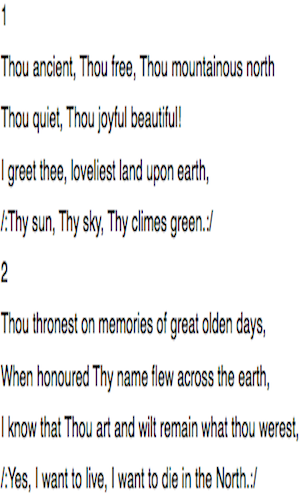 1
Thou ancient, Thou free, Thou mountainous north
Thou quiet, Thou joyful beautiful!
I greet thee, loveliest land upon earth,
/:Thy sun, Thy sky, Thy climes green.:/
2
Thou thronest on memories of great olden days,
When honoured Thy name flew across the earth,
I know that Thou art and wilt remain what thou werest,
/:Yes, I want to live, I want to die in the North.:/